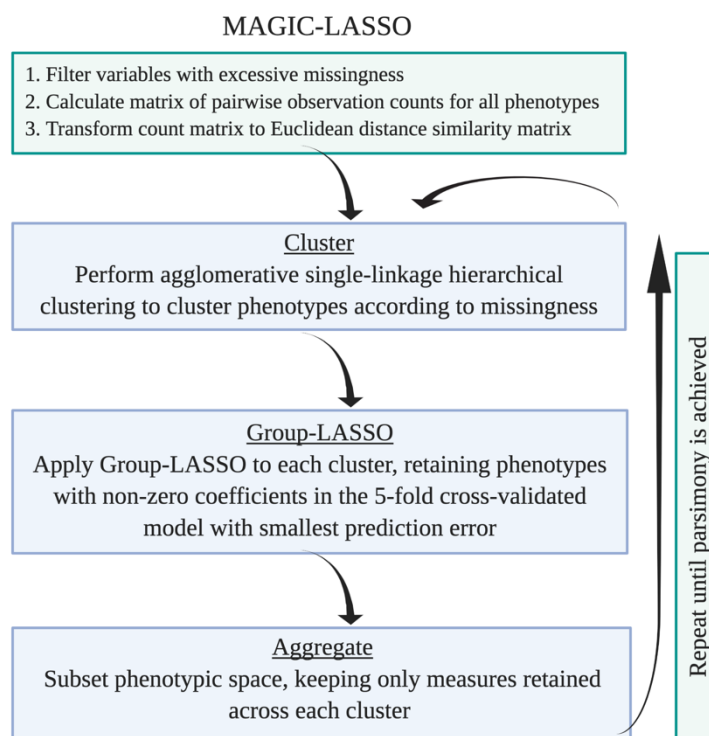 MAGIC-LASSO
1. Filter variables with excessive missingness
2. Calculate matrix of pairwise observation counts for all phenotypes
3. Transform count matrix to Euclidean distance similarity matrix
Cluster
Perform agglomerative single-linkage hierarchical
clustering to cluster phenotypes according to missingness
Group-LASSO
Apply Group-LASSO to each cluster, retaining phenotypes
with non-zero coefficients in the 5-fold cross-validated
model with smallest prediction error
Aggregate
Subset phenotypic space, keeping only measures retained
across each cluster
Repeat until parsimony is achieved